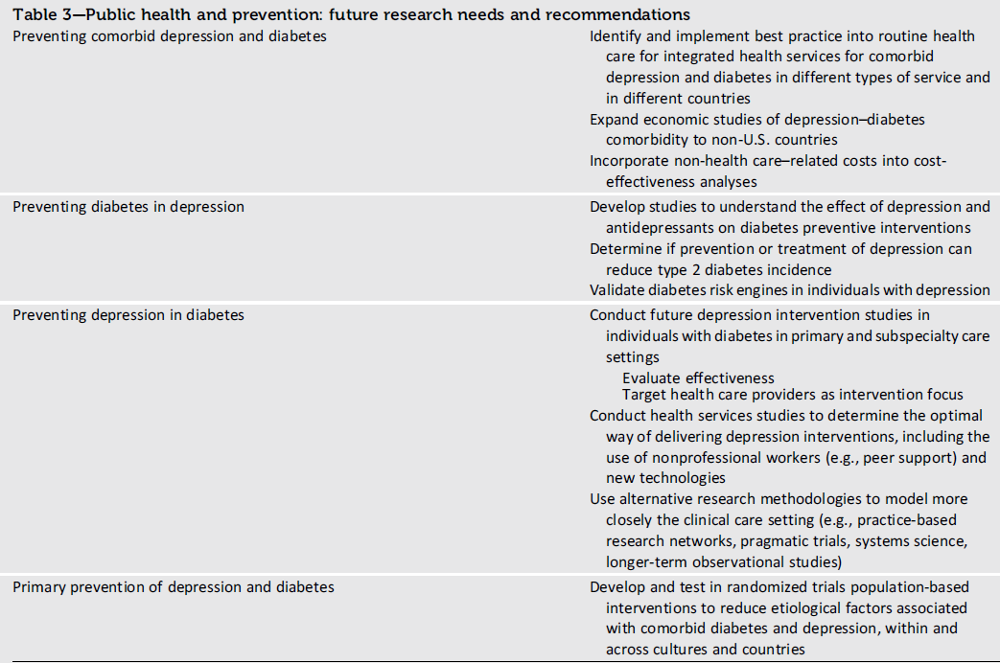 Table 3—Public health and prevention: future research needs and recommendations
Preventing comorbid depression and diabetes
Identify and implement best practice into routine health
care for integrated health services for comorbid
depression and diabetes in different types of service and
in different countries
Expand economic studies of depression–diabetes
comorbidity to non-U.S. countries
Incorporate non-health care–related costs into cost-
effectiveness analyses
Preventing diabetes in depression
Develop studies to understand the effect of depression and
antidepressants on diabetes preventive interventions
Determine if prevention or treatment of depression can
reduce type 2 diabetes incidence
Validate diabetes risk engines in individuals with depression
Preventing depression in diabetes
Conduct future depression intervention studies in
individuals with diabetes in primary and subspecialty care
settings
Evaluate effectiveness
Target health care providers as intervention focus
Conduct health services studies to determine the optimal
way of delivering depression interventions, including the
use of nonprofessional workers (e.g., peer support) and
new technologies
Use alternative research methodologies to model more
closely the clinical care setting (e.g., practice-based
research networks, pragmatic trials, systems science,
longer-term observational studies)
Primary prevention of depression and diabetes
Develop and test in randomized trials population-based
interventions to reduce etiological factors associated
with comorbid diabetes and depression, within and
across cultures and countries